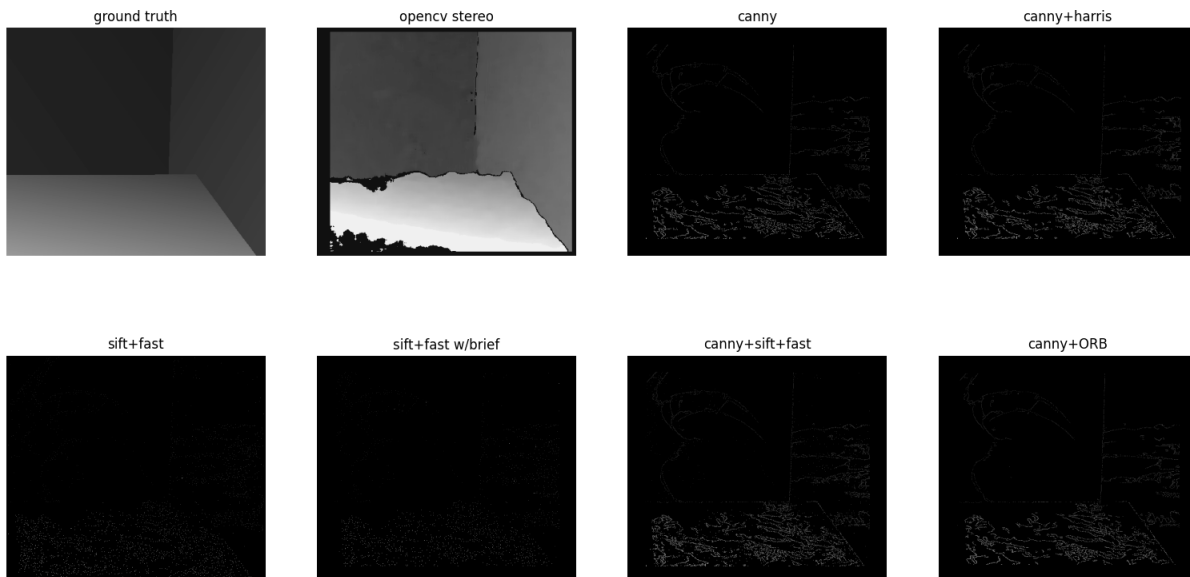 ground truth
opencv stereo
canny
canny+harris
sift+fast
sift+fast w/brief
canny+sift+fast
canny+ORB